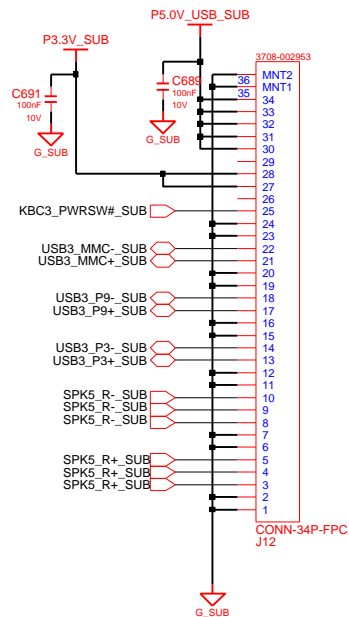 P5.0V_USB_SUB
P3.3V_SUB
3708-002953
C691
100nF
10V
G_SUB
C689
100nF
10V
G_SUB
MNT2
36
MNT1
35
34
33
32
31
30
29
28
27
26
KBC3_PWRSW#_SUB 25
24
23
USB3_MMC-_SUB 22
USB3_MMC+_SUB 21
20
19
USB3_P9-_SUB 18
USB3_P9+_SUB 17
16
15
USB3_P3-_SUB 14
USB3_P3+_SUB 13
12
11
SPK5_R-_SUB 10
SPK5_R-_SUB 9
SPK5_R-_SUB 8
7
6
SPK5_R+_SUB 5
SPK5_R+_SUB 4
SPK5_R+_SUB 3
2
1
CONN-34P-FPC
J12
G_SUB